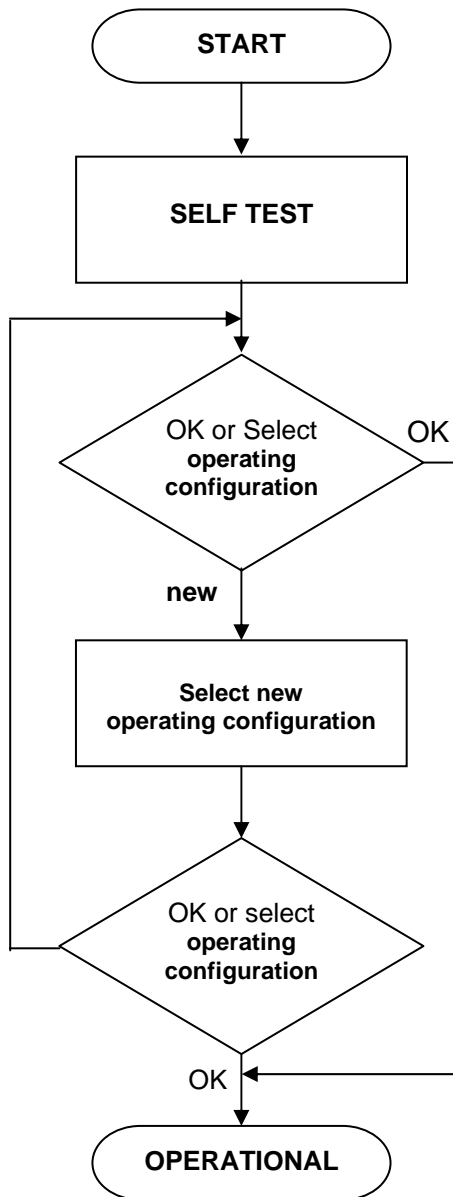 START
SELF TEST
OK or Select
operating
configuration
OK
new
Select new
operating configuration
OK or select
operating
configuration
OK
OPERATIONAL